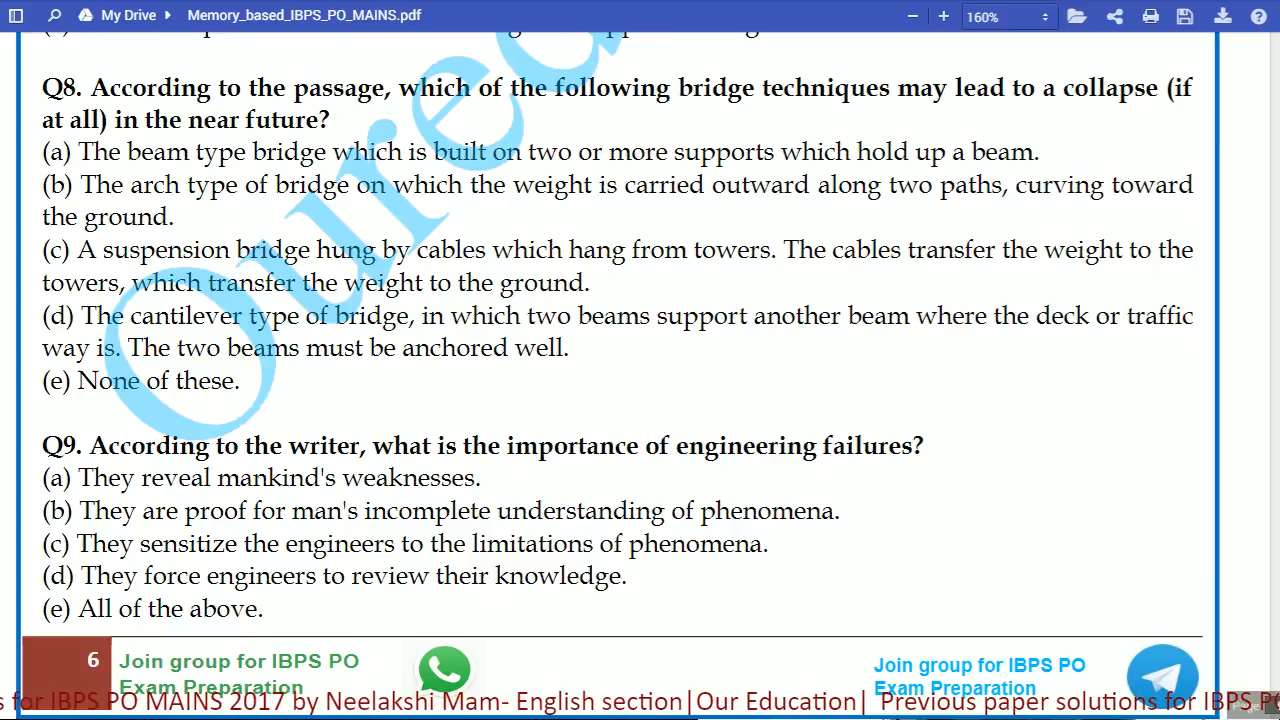 My Drive
Memory_based_IBPS_PO_MAINS.pdf
160%
Q8. According to the passage, which of the following bridge techniques may lead to a collapse (if
at all) in the near future?
(a) The beam type bridge which is built on two or more supports which hold up a beam.
(b) The arch type of bridge on which the weight is carried outward along two paths, curving toward
the ground.
(c) A suspension bridge hung by cables which hang from towers. The cables transfer the weight to the
towers, which transfer the weight to the ground.
(d) The cantilever type of bridge, in which two beams support another beam where the deck or traffic
way is. The two beams must be anchored well.
(e) None of these.
Q9. According to the writer, what is the importance of engineering failures?
(a) They reveal mankind's weaknesses.
(b) They are proof for man's incomplete understanding of phenomena.
(c) They sensitize the engineers to the limitations of phenomena.
(d) They force engineers to review their knowledge.
(e) All of the above.
Oured
6
Join group for IBPS PO
Exam Preparation
Join group for IBPS PO
Exam Preparation
s for IBPS PO MAINS 2017 by Neelakshi Mam- English section|Our Education| Previous paper solutions for IBPS PO
Page